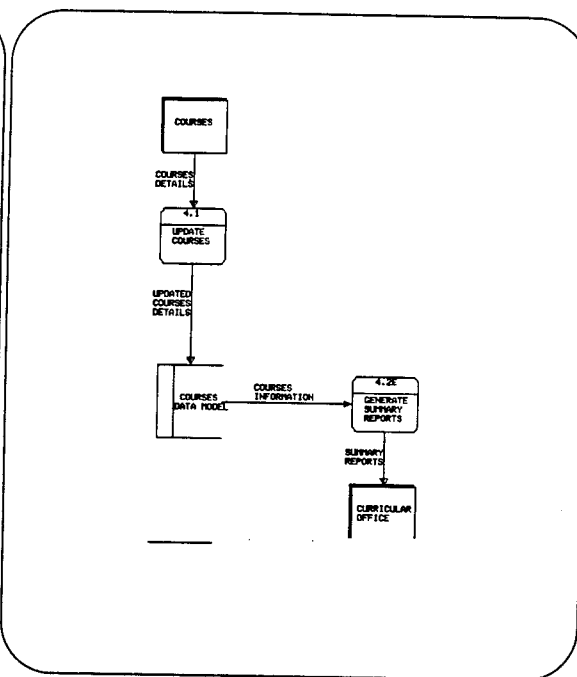 COURSES
COURSES
DETAILS
4.1
UPDATE
COURSES
UPDATED
COURSES
DETAILS
COURSES
DATA MODEL
COURSES
INFORMATION
4.2E
GENERATE
SUMMARY
REPORTS
SUMMARY
REPORTS
CURRICULAR
OFFICE